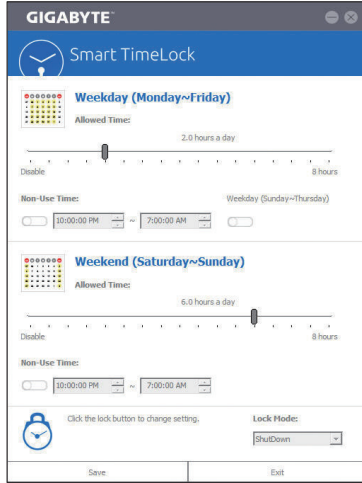 GIGABYTE™
Smart TimeLock
Weekday (Monday~Friday)
Allowed Time:
2.0 hours a day
Disable
8 hours
Non-Use Time:
Weekday (Sunday~Thursday)
10:00:00 PM ~ 7:00:00 AM
Weekend (Saturday~Sunday)
Allowed Time:
6.0 hours a day
Disable
8 hours
Non-Use Time:
10:00:00 PM ~ 7:00:00 AM
Click the lock button to change setting.
Lock Mode:
ShutDown
Save
Exit